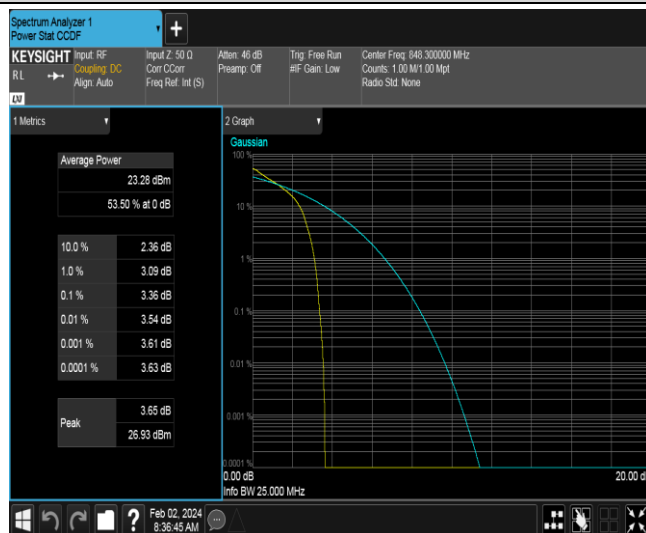 Spectrum Analyzer 1
Power Stat CCDF
+
KEYSIGHT
RL
LXI
Input: RF
Coupling: DC
Align: Auto
Input Z: 50 Ω
Corr CCorr
Freq Ref: Int (S)
Atten: 46 dB
Preamp: Off
Trig: Free Run
#IF Gain: Low
Center Freq: 848.300000 MHz
Counts: 1.00 M/1.00 Mpt
Radio Std: None
1 Metrics
Average Power
23.28 dBm
53.50 % at 0 dB
10.0 % 2.36 dB
1.0 % 3.09 dB
0.1 % 3.36 dB
0.01 % 3.54 dB
0.001 % 3.61 dB
0.0001 % 3.63 dB
Peak
3.65 dB
26.93 dBm
2 Graph
Gaussian
100 %
10 %
1 %
0.1 %
0.01 %
0.001 %
0.0001 %
0.00 dB
20.00 d
Info BW 25.000 MHz
?
Feb 02, 2024
8:36:45 AM